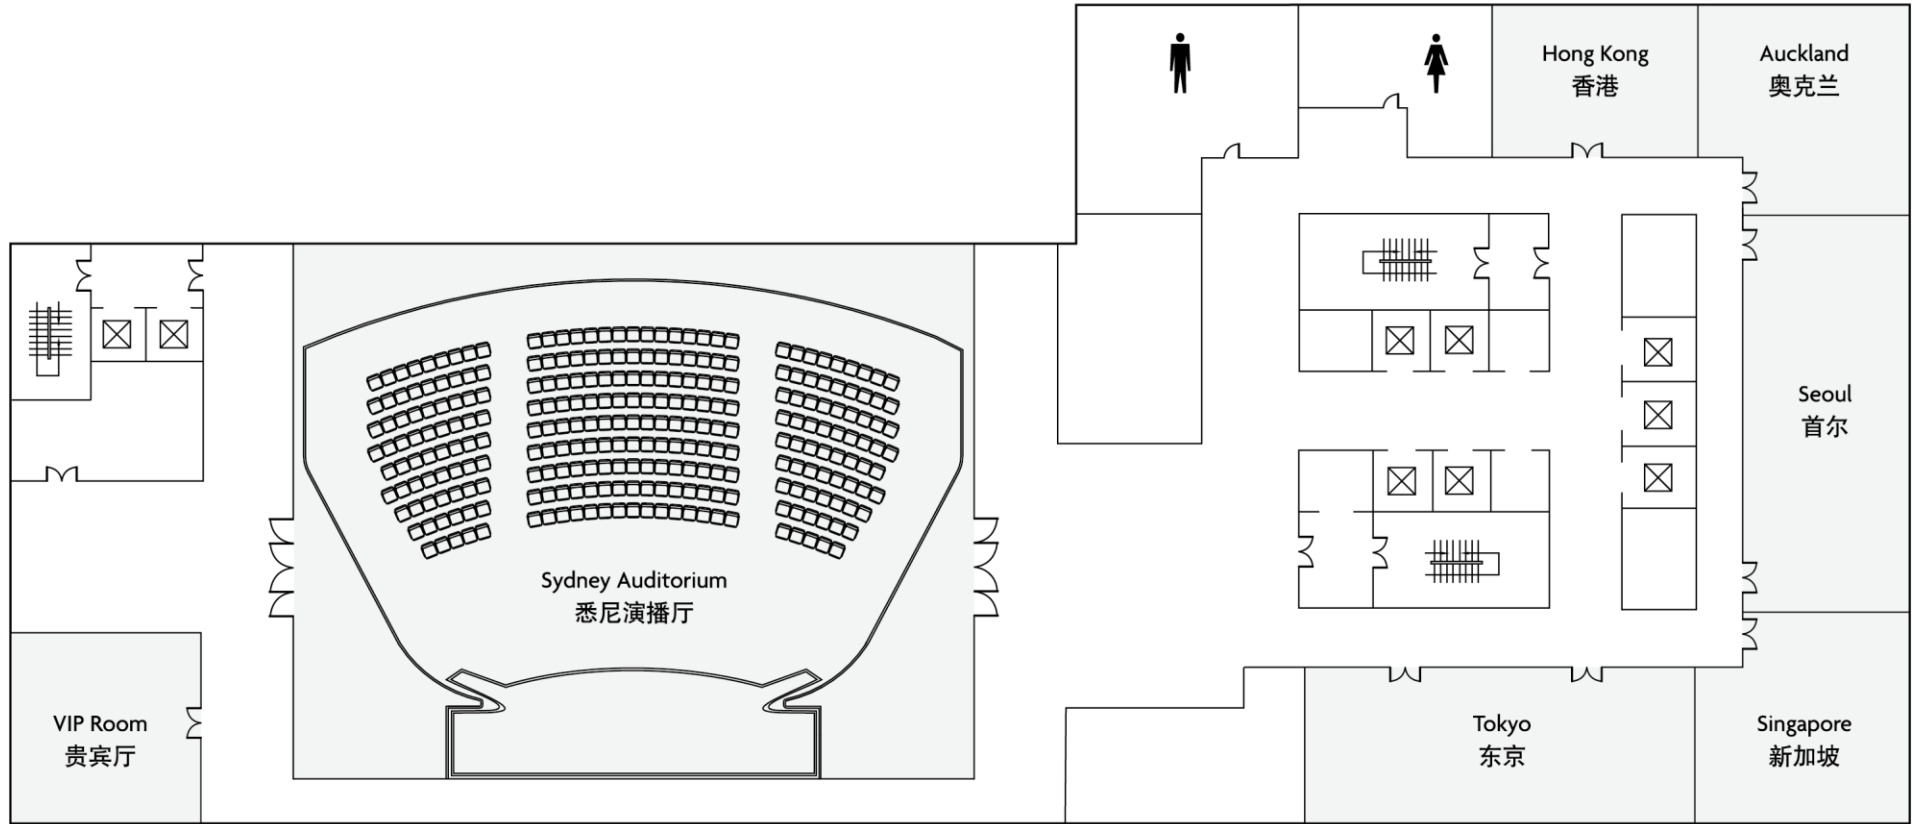 Hong Kong
香港
Auckland
奥克兰
Seoul
首尔
Sydney Auditorium
悉尼演播厅
VIP Room
贵宾厅
Tokyo
东京
Singapore
新加坡